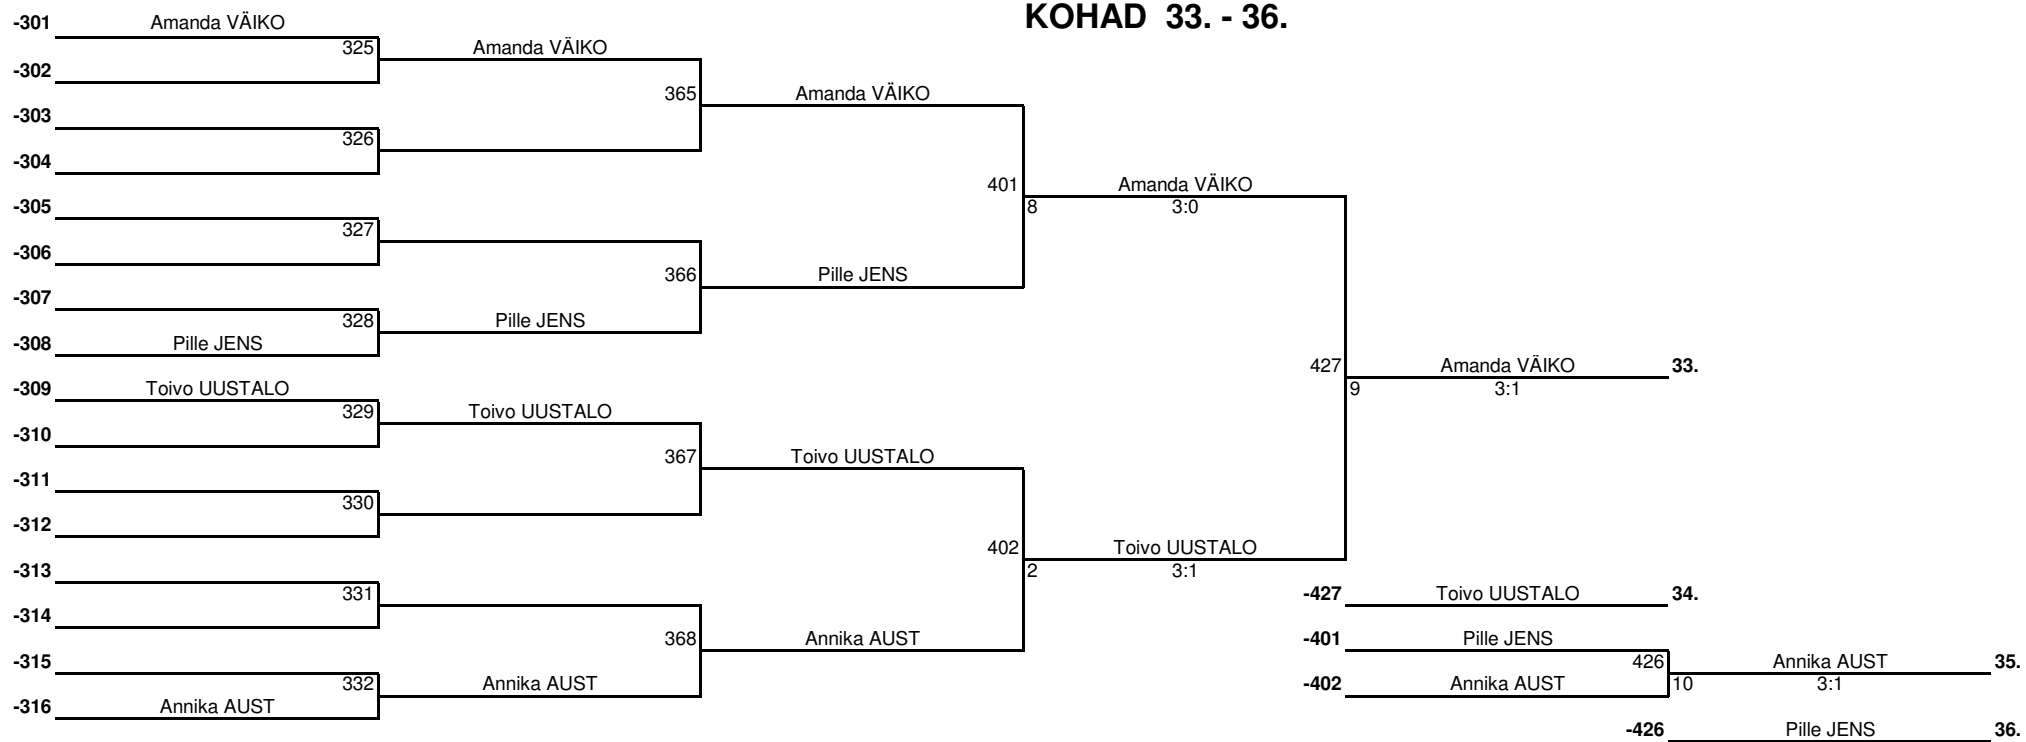 KOHAD 33. - 36.
-301 Amanda VÄIKO
325 Amanda VÄIKO
-302
365 Amanda VÄIKO
-303
326
-304
401 Amanda VÄIKO
-305
8 3:0
327
-306
366 Pille JENS
-307
328 Pille JENS
-308 Pille JENS
427 Amanda VÄIKO 33.
-309 Toivo UUSTALO
9 3:1
329 Toivo UUSTALO
-310
367 Toivo UUSTALO
-311
330
-312
402 Toivo UUSTALO
-313
2 3:1
331
-427 Toivo UUSTALO 34.
-314
368 Annika AUST
-401 Pille JENS
-315
426 Annika AUST 35.
332 Annika AUST
-402 Annika AUST
10 3:1
-316 Annika AUST
-426 Pille JENS 36.